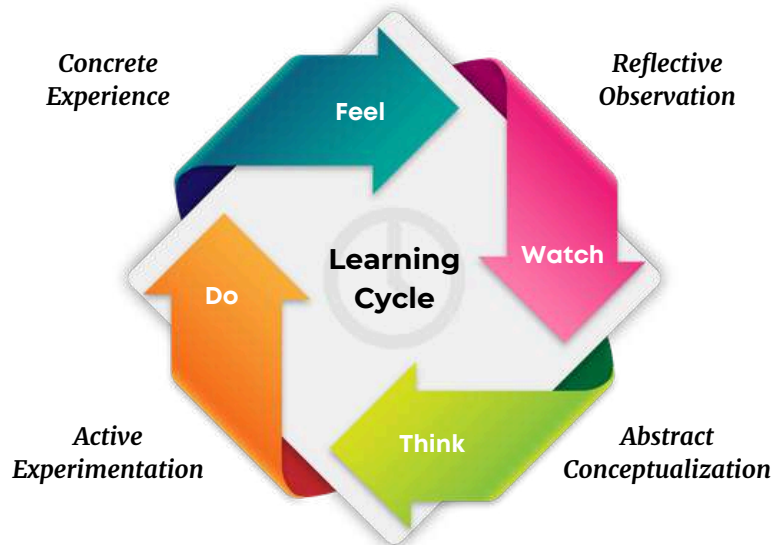 Concrete
Experience
Reflective
Observation
Feel
Learning
Cycle
Watch
Do
Think
Active
Experimentation
Abstract
Conceptualization